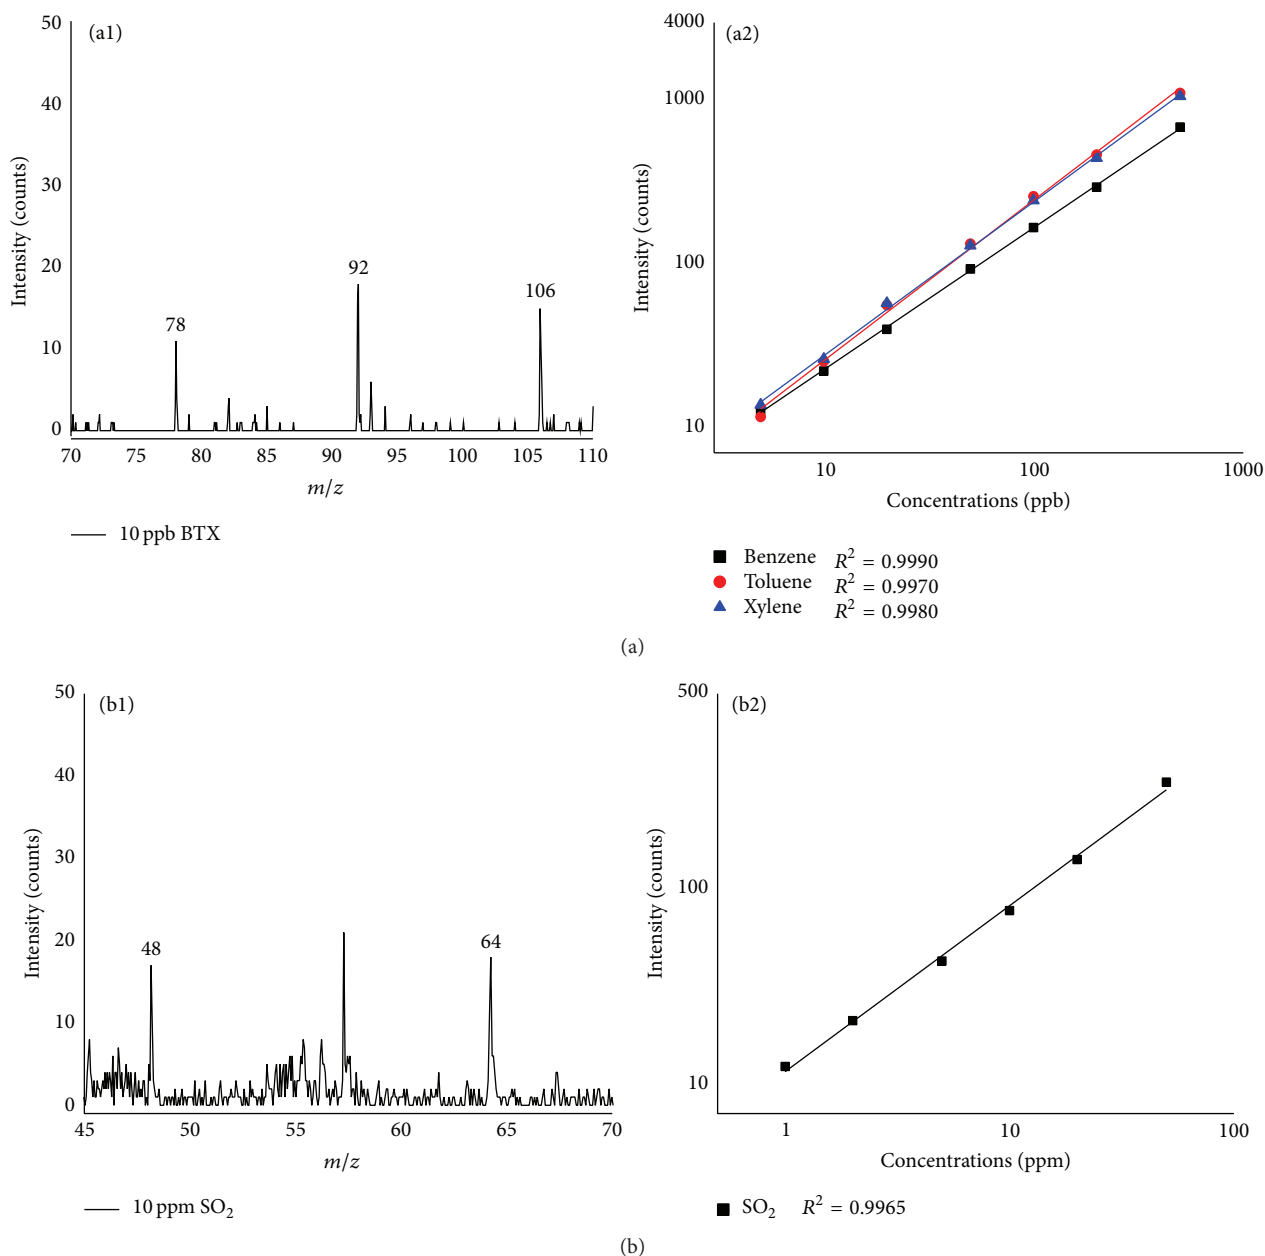 (a1)
50
40
30
20
10
0
Intensity (counts)
78
92
106
70 75 80 85 90 95 100 105 110
m/z
10 ppb BTX
(a2)
4000
1000
100
10
Intensity (counts)
10 100 1000
Concentrations (ppb)
Benzene R² = 0.9990
Toluene R² = 0.9970
Xylene R² = 0.9980
(a)
(b1)
50
40
30
20
10
0
Intensity (counts)
48
64
45 50 55 60 65 70
m/z
10 ppm SO₂
(b2)
500
100
10
Intensity (counts)
1 10 100
Concentrations (ppm)
SO₂ R² = 0.9965
(b)